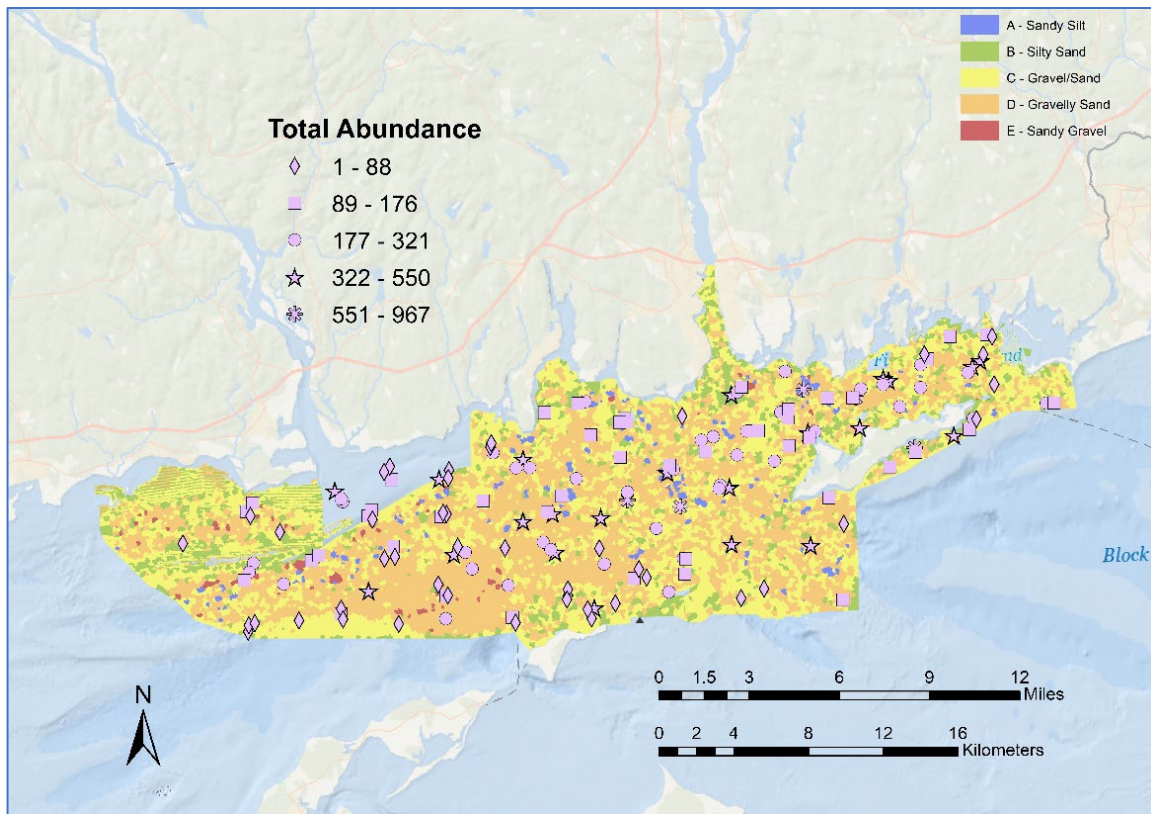 A - Sandy Silt
B - Silty Sand
C - Gravel/Sand
D - Gravelly Sand
E - Sandy Gravel
Total Abundance
1 - 88
89 - 176
177 - 321
322 - 550
551 - 967
Fi
nd
Block
0 1.5 3 6 9 12
Miles
0 2 4 8 12 16
Kilometers
N